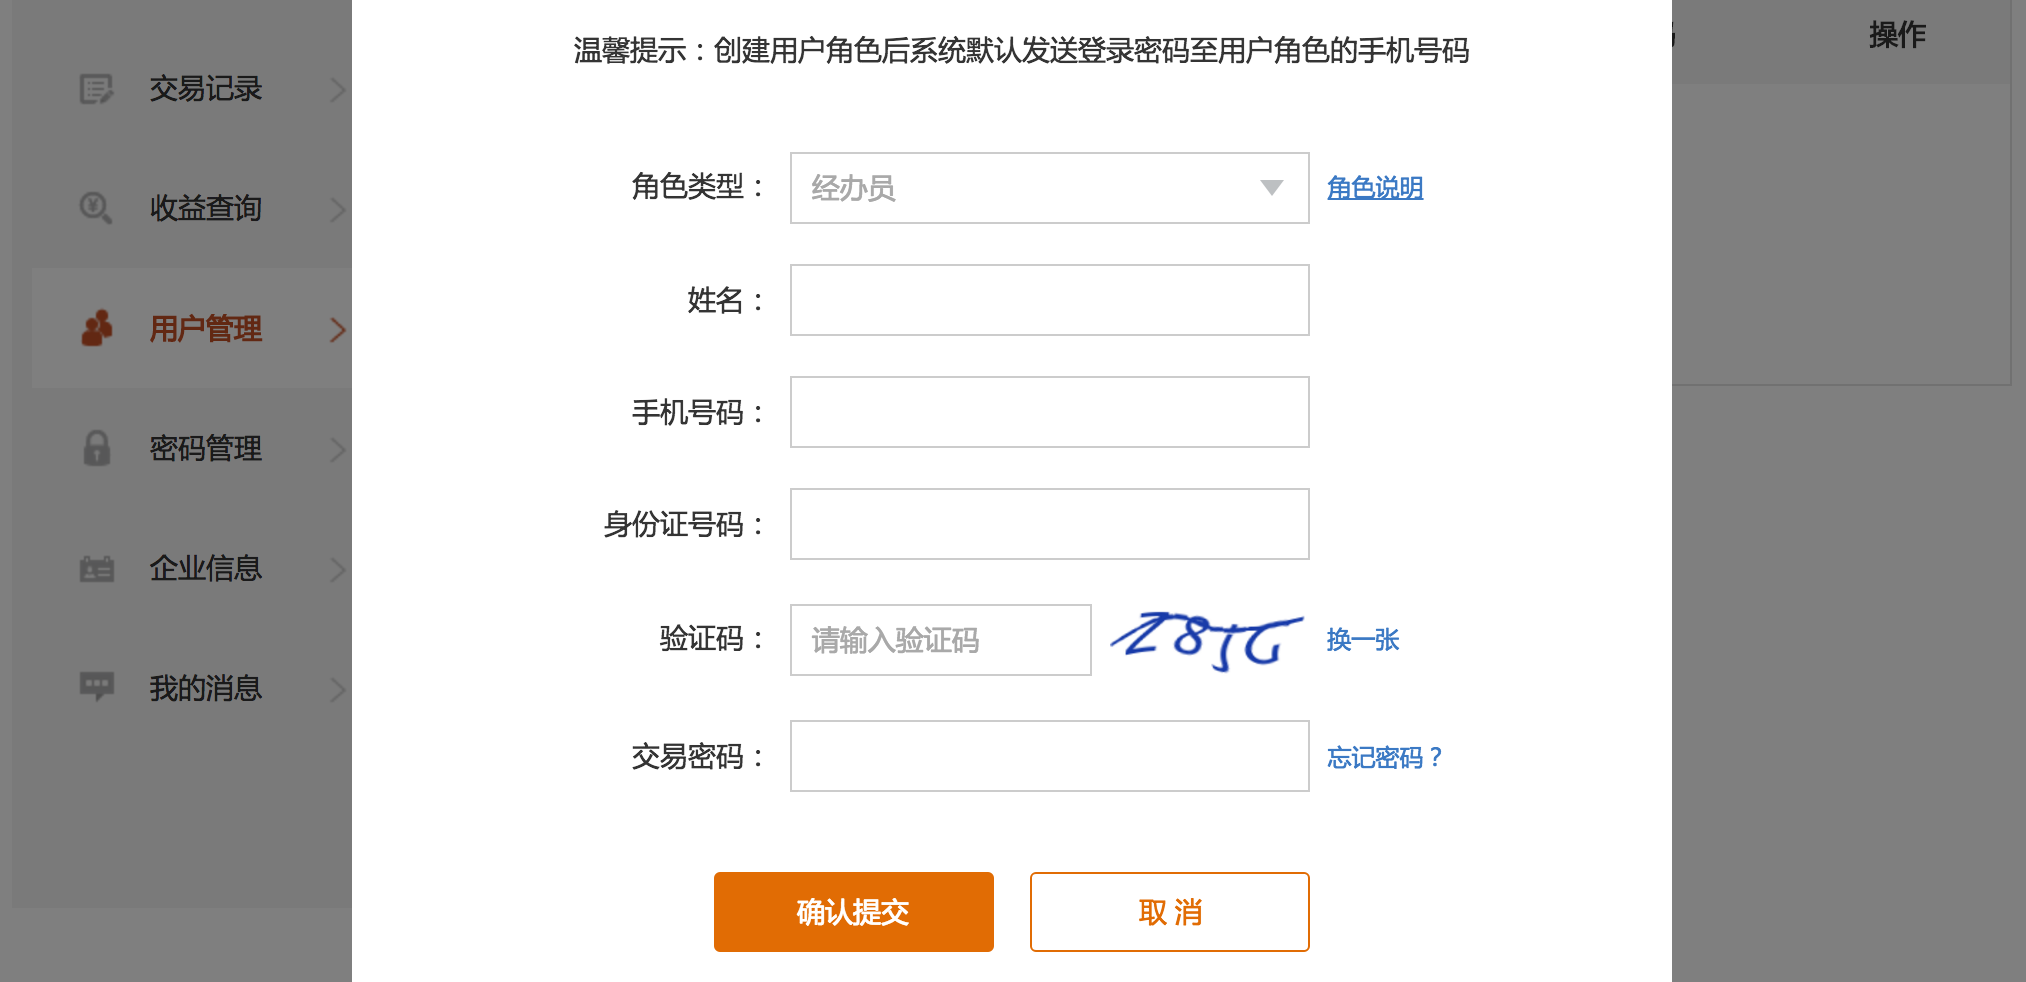 温馨提示：创建用户角色后系统默认发送登录密码至用户角色的手机号码
操作
交易记录
收益查询
用户管理
密码管理
企业信息
我的消息
角色类型： 经办员 角色说明
姓名：
手机号码：
身份证号码：
验证码： 请输入验证码 换一张
交易密码： 忘记密码？
确认提交 取 消